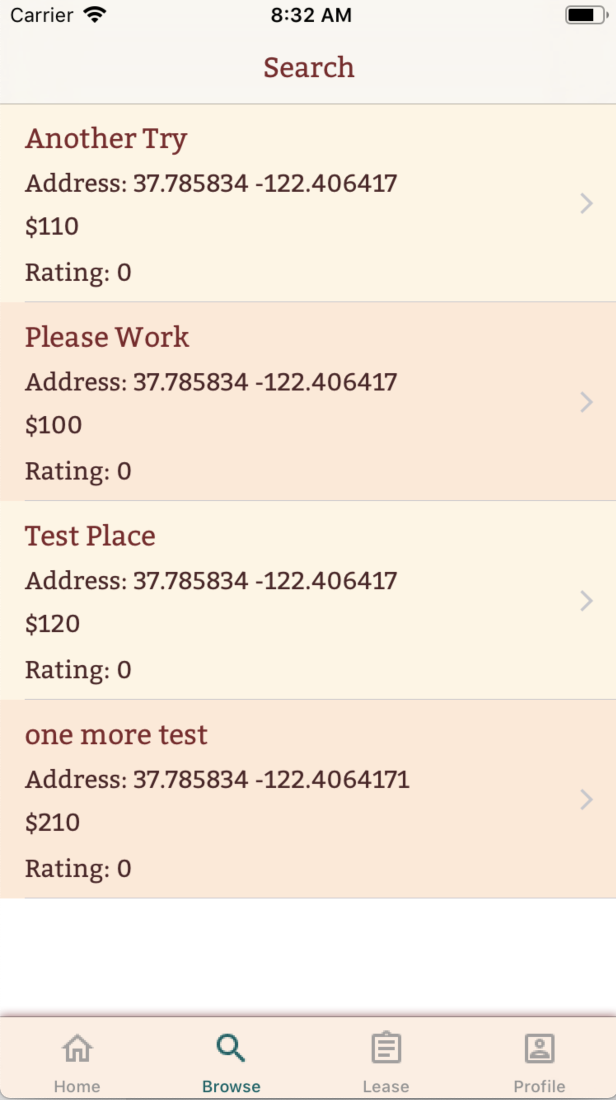 Carrier 8:32 AM
Search
Another Try
Address: 37.785834 -122.406417
$110
Rating: 0
Please Work
Address: 37.785834 -122.406417
$100
Rating: 0
Test Place
Address: 37.785834 -122.406417
$120
Rating: 0
one more test
Address: 37.785834 -122.4064171
$210
Rating: 0
Home Browse Lease Profile